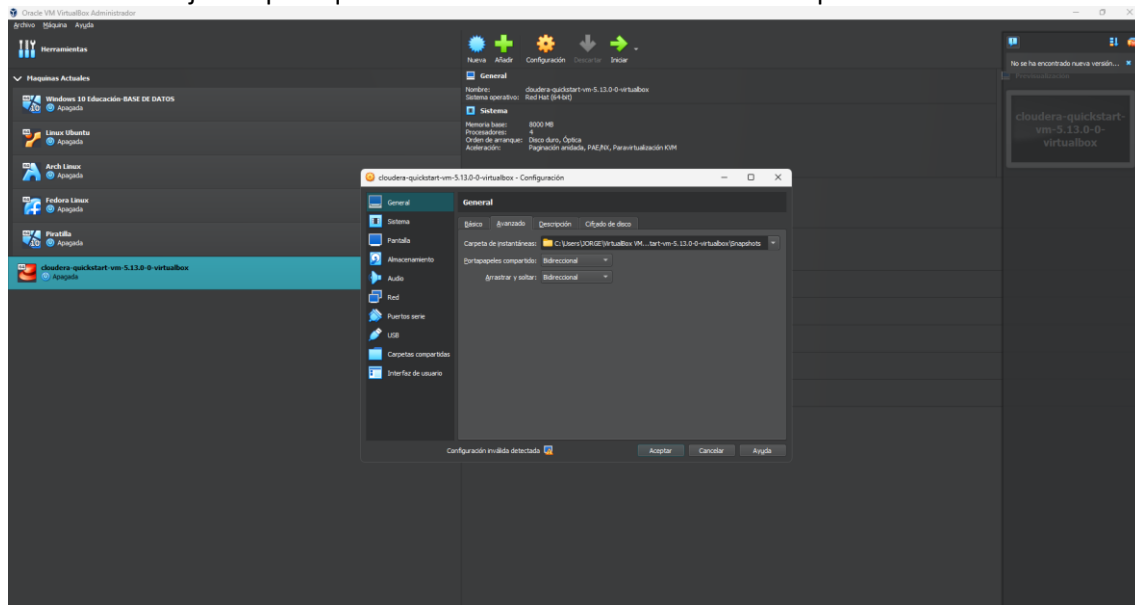 Oracle VM VirtualBox Administrador
Archivo Máquina Ayuda
Herramientas
Nueva Añadir Configuración Descartar Iniciar
No se ha encontrado nueva versión...
Maquinas Actuales
Windows 10 Educación-BASE DE DATOS
Apagada
Linux Ubuntu
Apagada
Arch Linux
Apagada
Fedora Linux
Apagada
Piratilla
Apagada
cloudera-quickstart-vm-5.13.0-0-virtualbox
Apagada
General
Nombre: cloudera-quickstart-vm-5.13.0-0-virtualbox
Sistema operativo: Red Hat (64-bit)
Sistema
Memoria base: 8000 MB
Procesadores: 4
Orden de arranque: Disco duro, Óptica
Aceleración: Paginación anidada, PAE/NX, Paravirtualización KVM
Previsualización
cloudera-quickstart-
vm-5.13.0-0-
virtualbox
cloudera-quickstart-vm-5.13.0-0-virtualbox - Configuración
General
Sistema
Pantalla
Almacenamiento
Audio
Red
Puertos serie
USB
Carpetas compartidas
Interfaz de usuario
General
Básico Avanzado Descripción Cifrado de disco
Carpeta de instantáneas: C:\Users\JORGE\VirtualBox VM...tart-vm-5.13.0-0-virtualbox\Snapshots
Portapapeles compartido: Bidireccional
Arrastrar y soltar: Bidireccional
Configuración inválida detectada
Aceptar Cancelar Ayuda